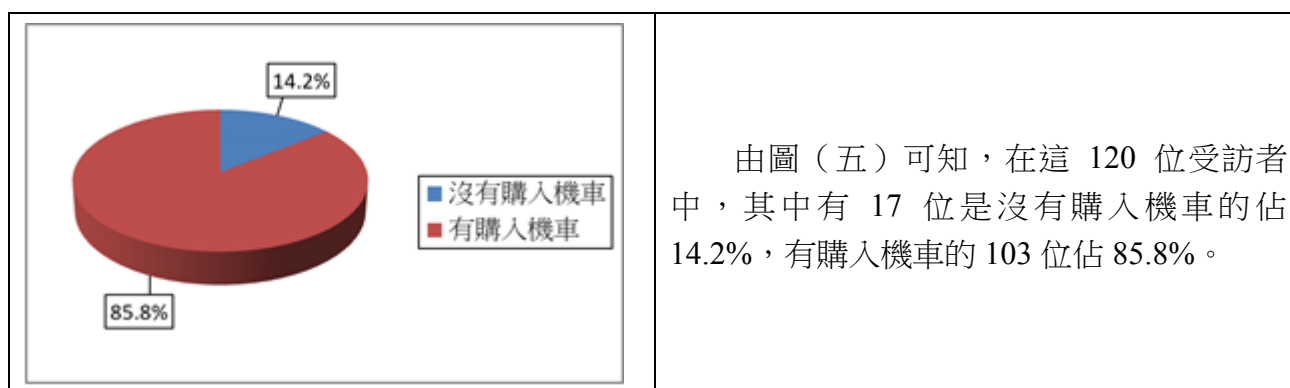 14.2%
沒有購入機車
有購入機車
85.8%
由圖（五）可知，在這 120 位受訪者
中，其中有 17 位是沒有購入機車的佔
14.2%，有購入機車的 103 位佔 85.8%。